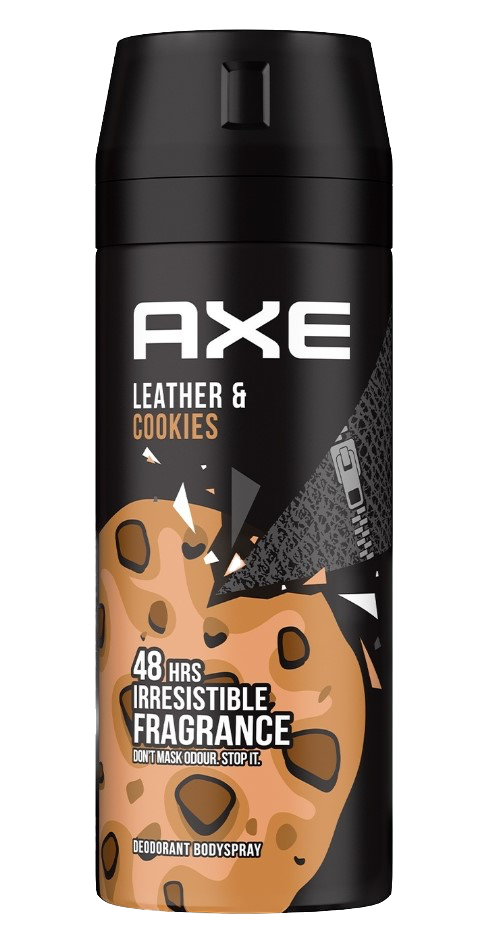 AXE
LEATHER &
COOKIES
48 HRS
IRRESISTIBLE
FRAGRANCE
DON'T MASK ODOUR. STOP IT.
DEODORANT BODYSPRAY